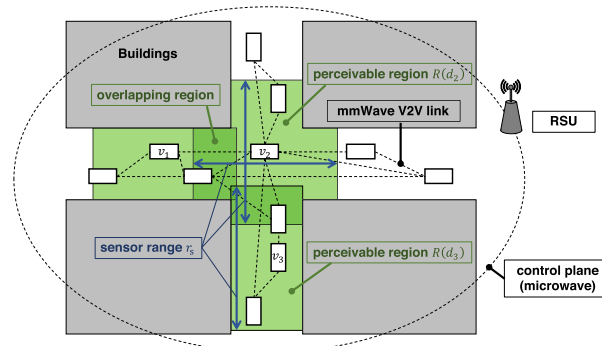 Buildings
perceivable region R(d₂)
overlapping region
mmWave V2V link
RSU
v₁
v₂
sensor range rₛ
v₃
perceivable region R(d₃)
control plane
(microwave)